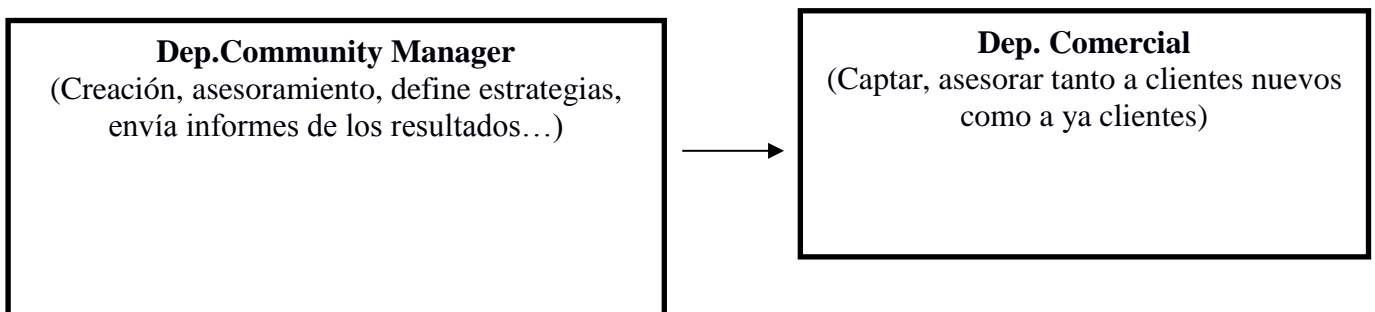 Dep.Community Manager
(Creación, asesoramiento, define estrategias,
envía informes de los resultados…)
Dep. Comercial
(Captar, asesorar tanto a clientes nuevos
como a ya clientes)